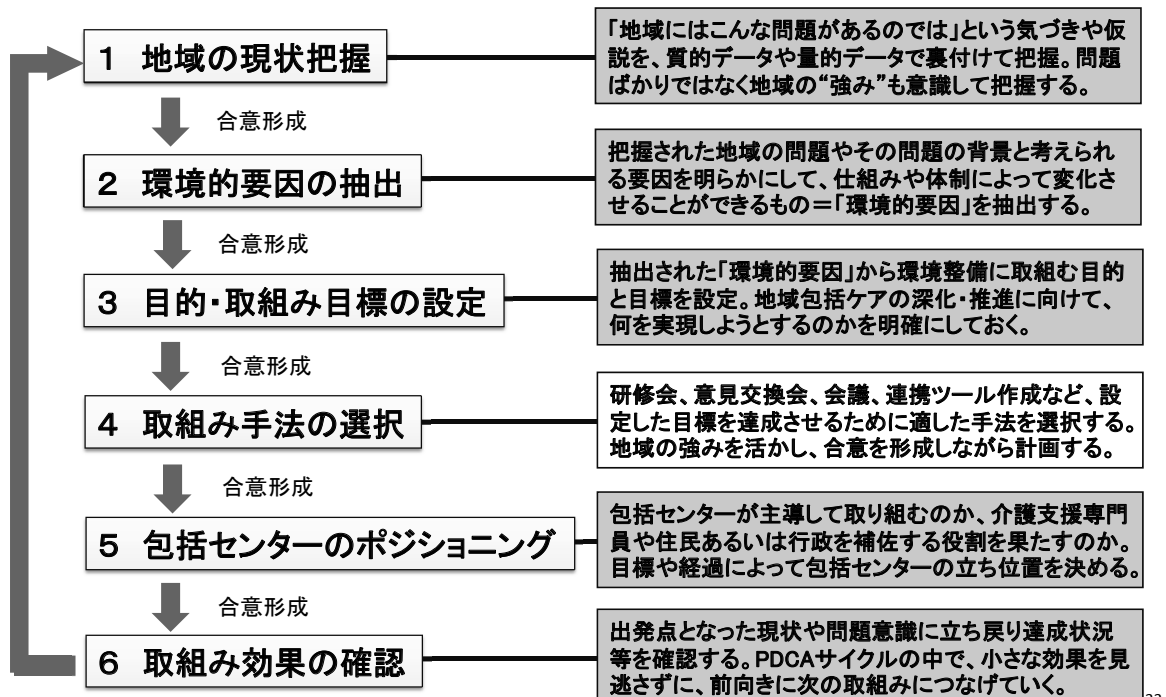 1 地域の現状把握
「地域にはこんな問題があるのでは」という気づきや仮
説を、質的データや量的データで裏付けて把握。問題
ばかりではなく地域の“強み”も意識して把握する。
合意形成
2 環境的要因の抽出
把握された地域の問題やその問題の背景と考えられ
る要因を明らかにして、仕組みや体制によって変化さ
せることができるもの＝「環境的要因」を抽出する。
合意形成
3 目的・取組み目標の設定
抽出された「環境的要因」から環境整備に取組む目的
と目標を設定。地域包括ケアの深化・推進に向けて、
何を実現しようとするのかを明確にしておく。
合意形成
4 取組み手法の選択
研修会、意見交換会、会議、連携ツール作成など、設
定した目標を達成させるために適した手法を選択する。
地域の強みを活かし、合意を形成しながら計画する。
合意形成
5 包括センターのポジショニング
包括センターが主導して取り組むのか、介護支援専門
員や住民あるいは行政を補佐する役割を果たすのか。
目標や経過によって包括センターの立ち位置を決める。
合意形成
6 取組み効果の確認
出発点となった現状や問題意識に立ち戻り達成状況
等を確認する。PDCAサイクルの中で、小さな効果を見
逃さずに、前向きに次の取組みにつなげていく。